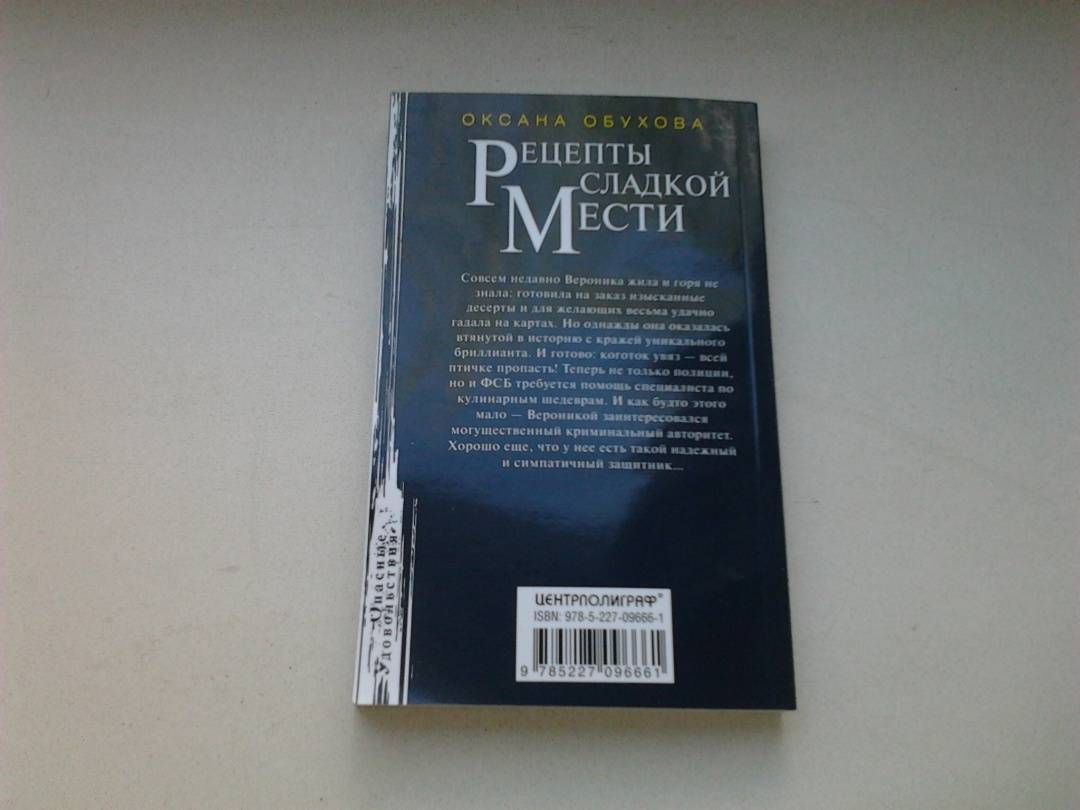 ОКСАНА ОБУХОВА
РЕЦЕПТЫ
СЛАДКОЙ
МЕСТИ
Совсем недавно Вероника жила и горя не
знала: готовила на заказ изысканные
десерты и для желающих весьма удачно
гадала на картах. Но однажды она оказалась
втянутой в историю с кражей уникального
бриллианта. И готово: коготок увяз — всей
птичке пропасть! Теперь не только полиции,
но и ФСБ требуется помощь специалиста по
кулинарным шедеврам. И как будто этого
мало — Вероникой заинтересовался
могущественный криминальный авторитет.
Хорошо еще, что у нее есть такой надежный
и симпатичный защитник...
Опасные
Удовольствия
ЦЕНТРПОЛИГРАФ®
ISBN: 978-5-227-09666-1
9 785227 096661